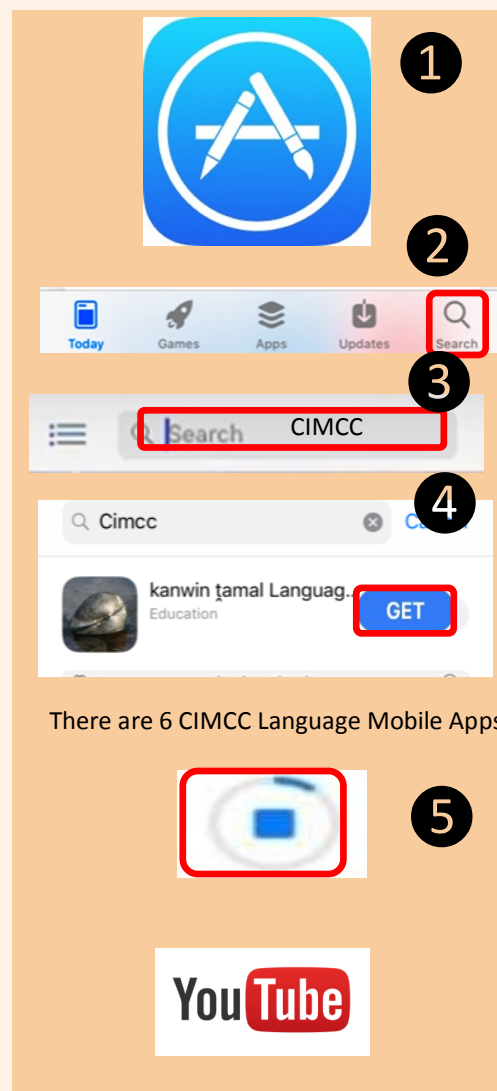 1
2
Today Games Apps Updates Search
3
Search CIMCC
4
Cimcc
kanwin ṯamal Languag..
GET
Education
There are 6 CIMCC Language Mobile Apps
5
YouTube